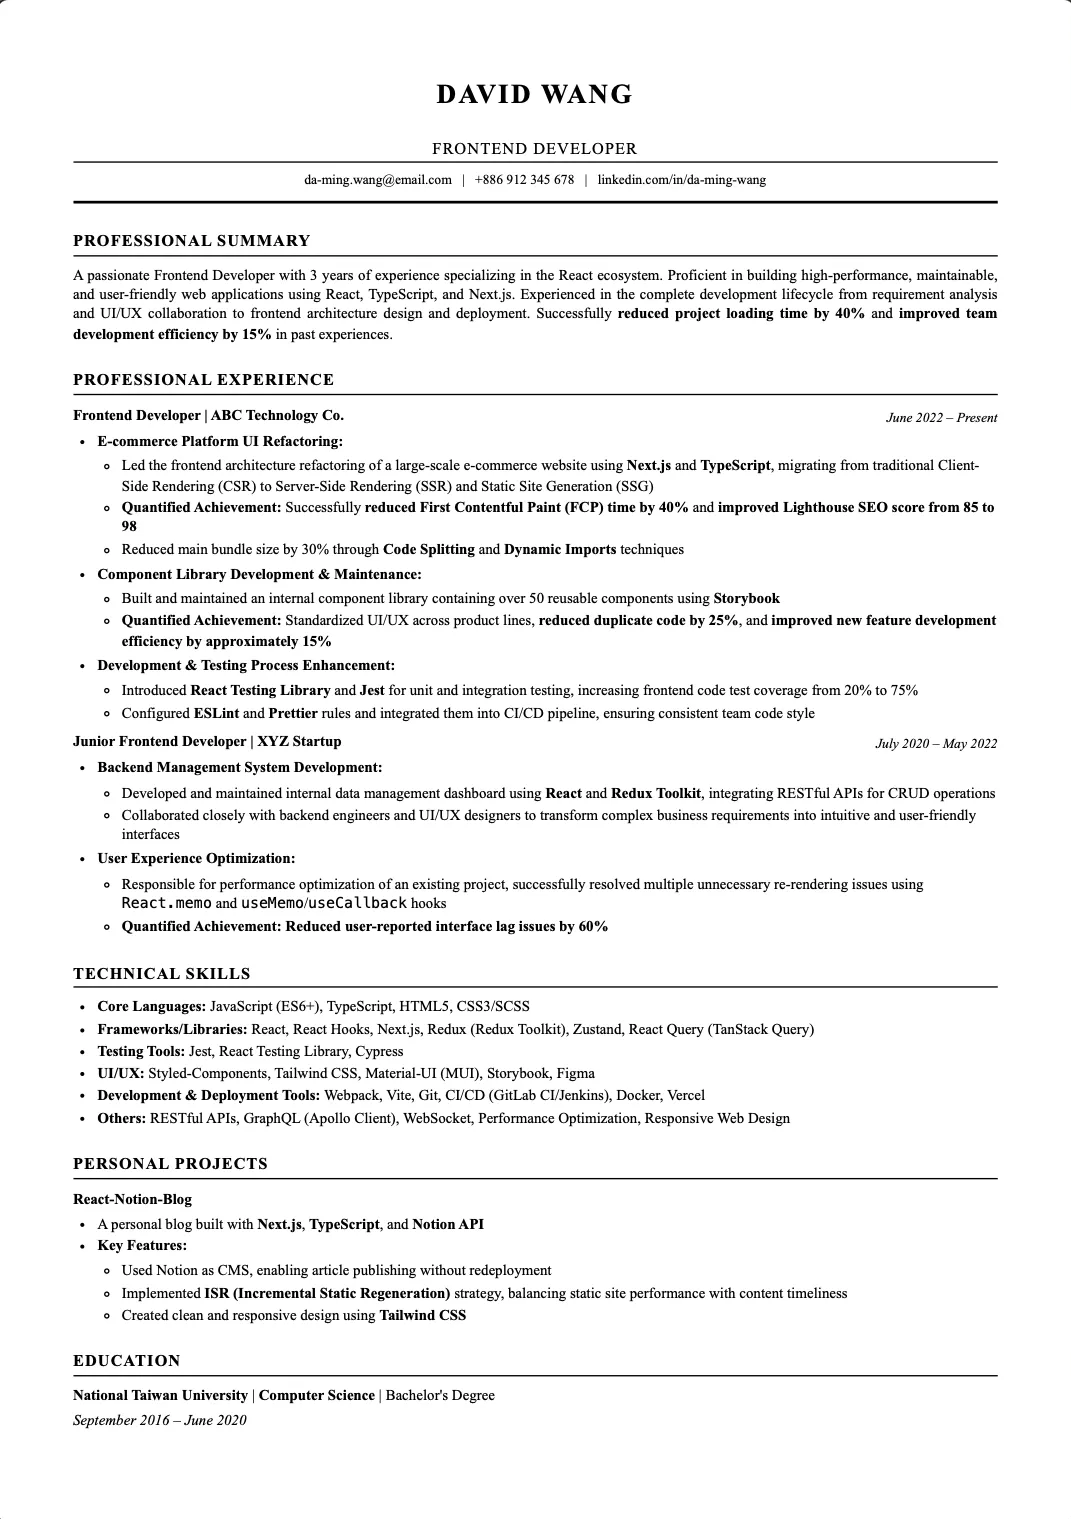 DAVID WANG
FRONTEND DEVELOPER
da-ming.wang@email.com | +886 912 345 678 | linkedin.com/in/da-ming-wang
PROFESSIONAL SUMMARY
A passionate Frontend Developer with 3 years of experience specializing in the React ecosystem. Proficient in building high-performance, maintainable,
and user-friendly web applications using React, TypeScript, and Next.js. Experienced in the complete development lifecycle from requirement analysis
and UI/UX collaboration to frontend architecture design and deployment. Successfully reduced project loading time by 40% and improved team
development efficiency by 15% in past experiences.
PROFESSIONAL EXPERIENCE
Frontend Developer | ABC Technology Co. June 2022 – Present
• E-commerce Platform UI Refactoring:
◦ Led the frontend architecture refactoring of a large-scale e-commerce website using Next.js and TypeScript, migrating from traditional Client-
Side Rendering (CSR) to Server-Side Rendering (SSR) and Static Site Generation (SSG)
◦ Quantified Achievement: Successfully reduced First Contentful Paint (FCP) time by 40% and improved Lighthouse SEO score from 85 to
98
◦ Reduced main bundle size by 30% through Code Splitting and Dynamic Imports techniques
• Component Library Development & Maintenance:
◦ Built and maintained an internal component library containing over 50 reusable components using Storybook
◦ Quantified Achievement: Standardized UI/UX across product lines, reduced duplicate code by 25%, and improved new feature development
efficiency by approximately 15%
• Development & Testing Process Enhancement:
◦ Introduced React Testing Library and Jest for unit and integration testing, increasing frontend code test coverage from 20% to 75%
◦ Configured ESLint and Prettier rules and integrated them into CI/CD pipeline, ensuring consistent team code style
Junior Frontend Developer | XYZ Startup July 2020 – May 2022
• Backend Management System Development:
◦ Developed and maintained internal data management dashboard using React and Redux Toolkit, integrating RESTful APIs for CRUD operations
◦ Collaborated closely with backend engineers and UI/UX designers to transform complex business requirements into intuitive and user-friendly
interfaces
• User Experience Optimization:
◦ Responsible for performance optimization of an existing project, successfully resolved multiple unnecessary re-rendering issues using
React.memo and useMemo/useCallback hooks
◦ Quantified Achievement: Reduced user-reported interface lag issues by 60%
TECHNICAL SKILLS
• Core Languages: JavaScript (ES6+), TypeScript, HTML5, CSS3/SCSS
• Frameworks/Libraries: React, React Hooks, Next.js, Redux (Redux Toolkit), Zustand, React Query (TanStack Query)
• Testing Tools: Jest, React Testing Library, Cypress
• UI/UX: Styled-Components, Tailwind CSS, Material-UI (MUI), Storybook, Figma
• Development & Deployment Tools: Webpack, Vite, Git, CI/CD (GitLab CI/Jenkins), Docker, Vercel
• Others: RESTful APIs, GraphQL (Apollo Client), WebSocket, Performance Optimization, Responsive Web Design
PERSONAL PROJECTS
React-Notion-Blog
• A personal blog built with Next.js, TypeScript, and Notion API
• Key Features:
◦ Used Notion as CMS, enabling article publishing without redeployment
◦ Implemented ISR (Incremental Static Regeneration) strategy, balancing static site performance with content timeliness
◦ Created clean and responsive design using Tailwind CSS
EDUCATION
National Taiwan University | Computer Science | Bachelor's Degree
September 2016 – June 2020